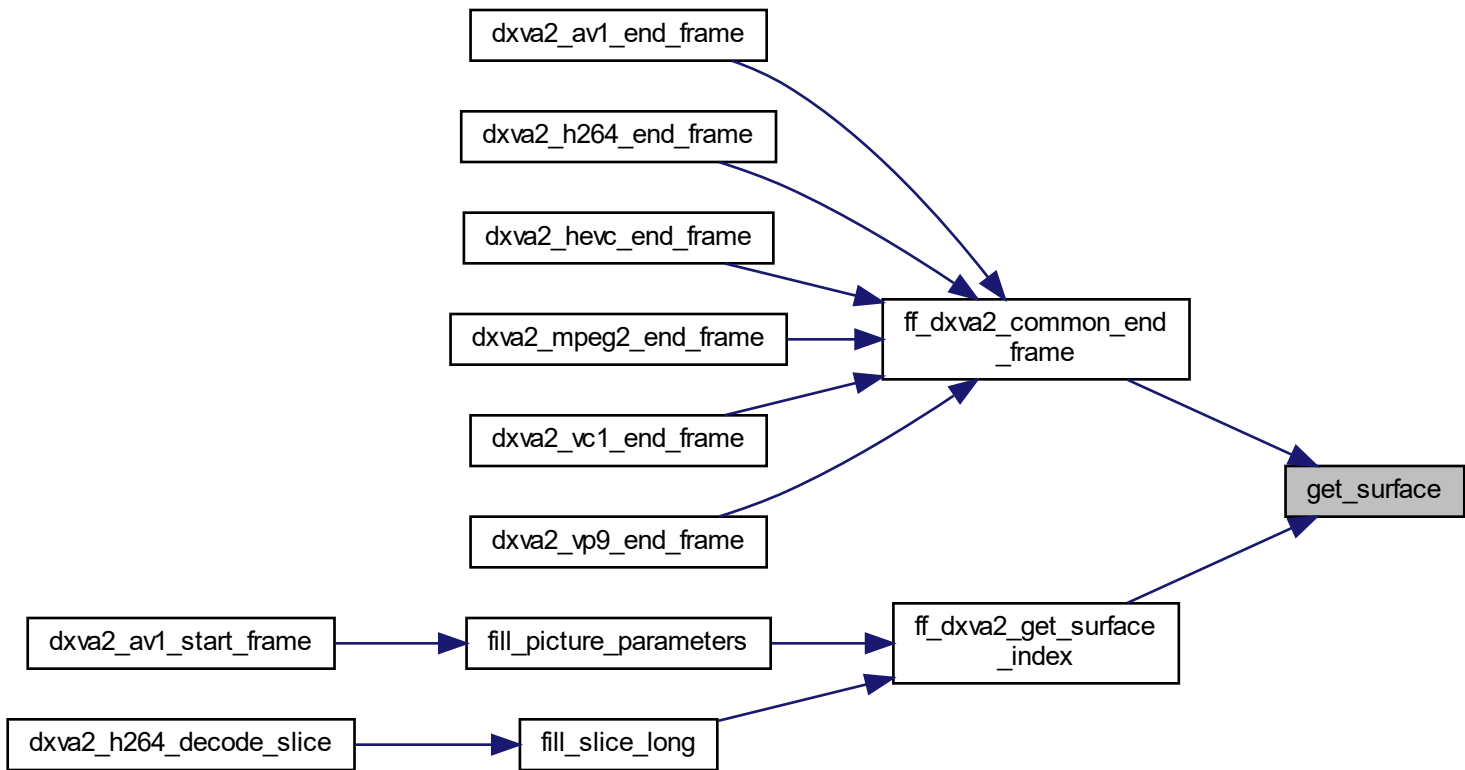 dxva2_av1_end_frame
dxva2_h264_end_frame
dxva2_hevc_end_frame
dxva2_mpeg2_end_frame
dxva2_vc1_end_frame
dxva2_vp9_end_frame
ff_dxva2_common_end
_frame
get_surface
ff_dxva2_get_surface
_index
fill_picture_parameters
dxva2_av1_start_frame
fill_slice_long
dxva2_h264_decode_slice